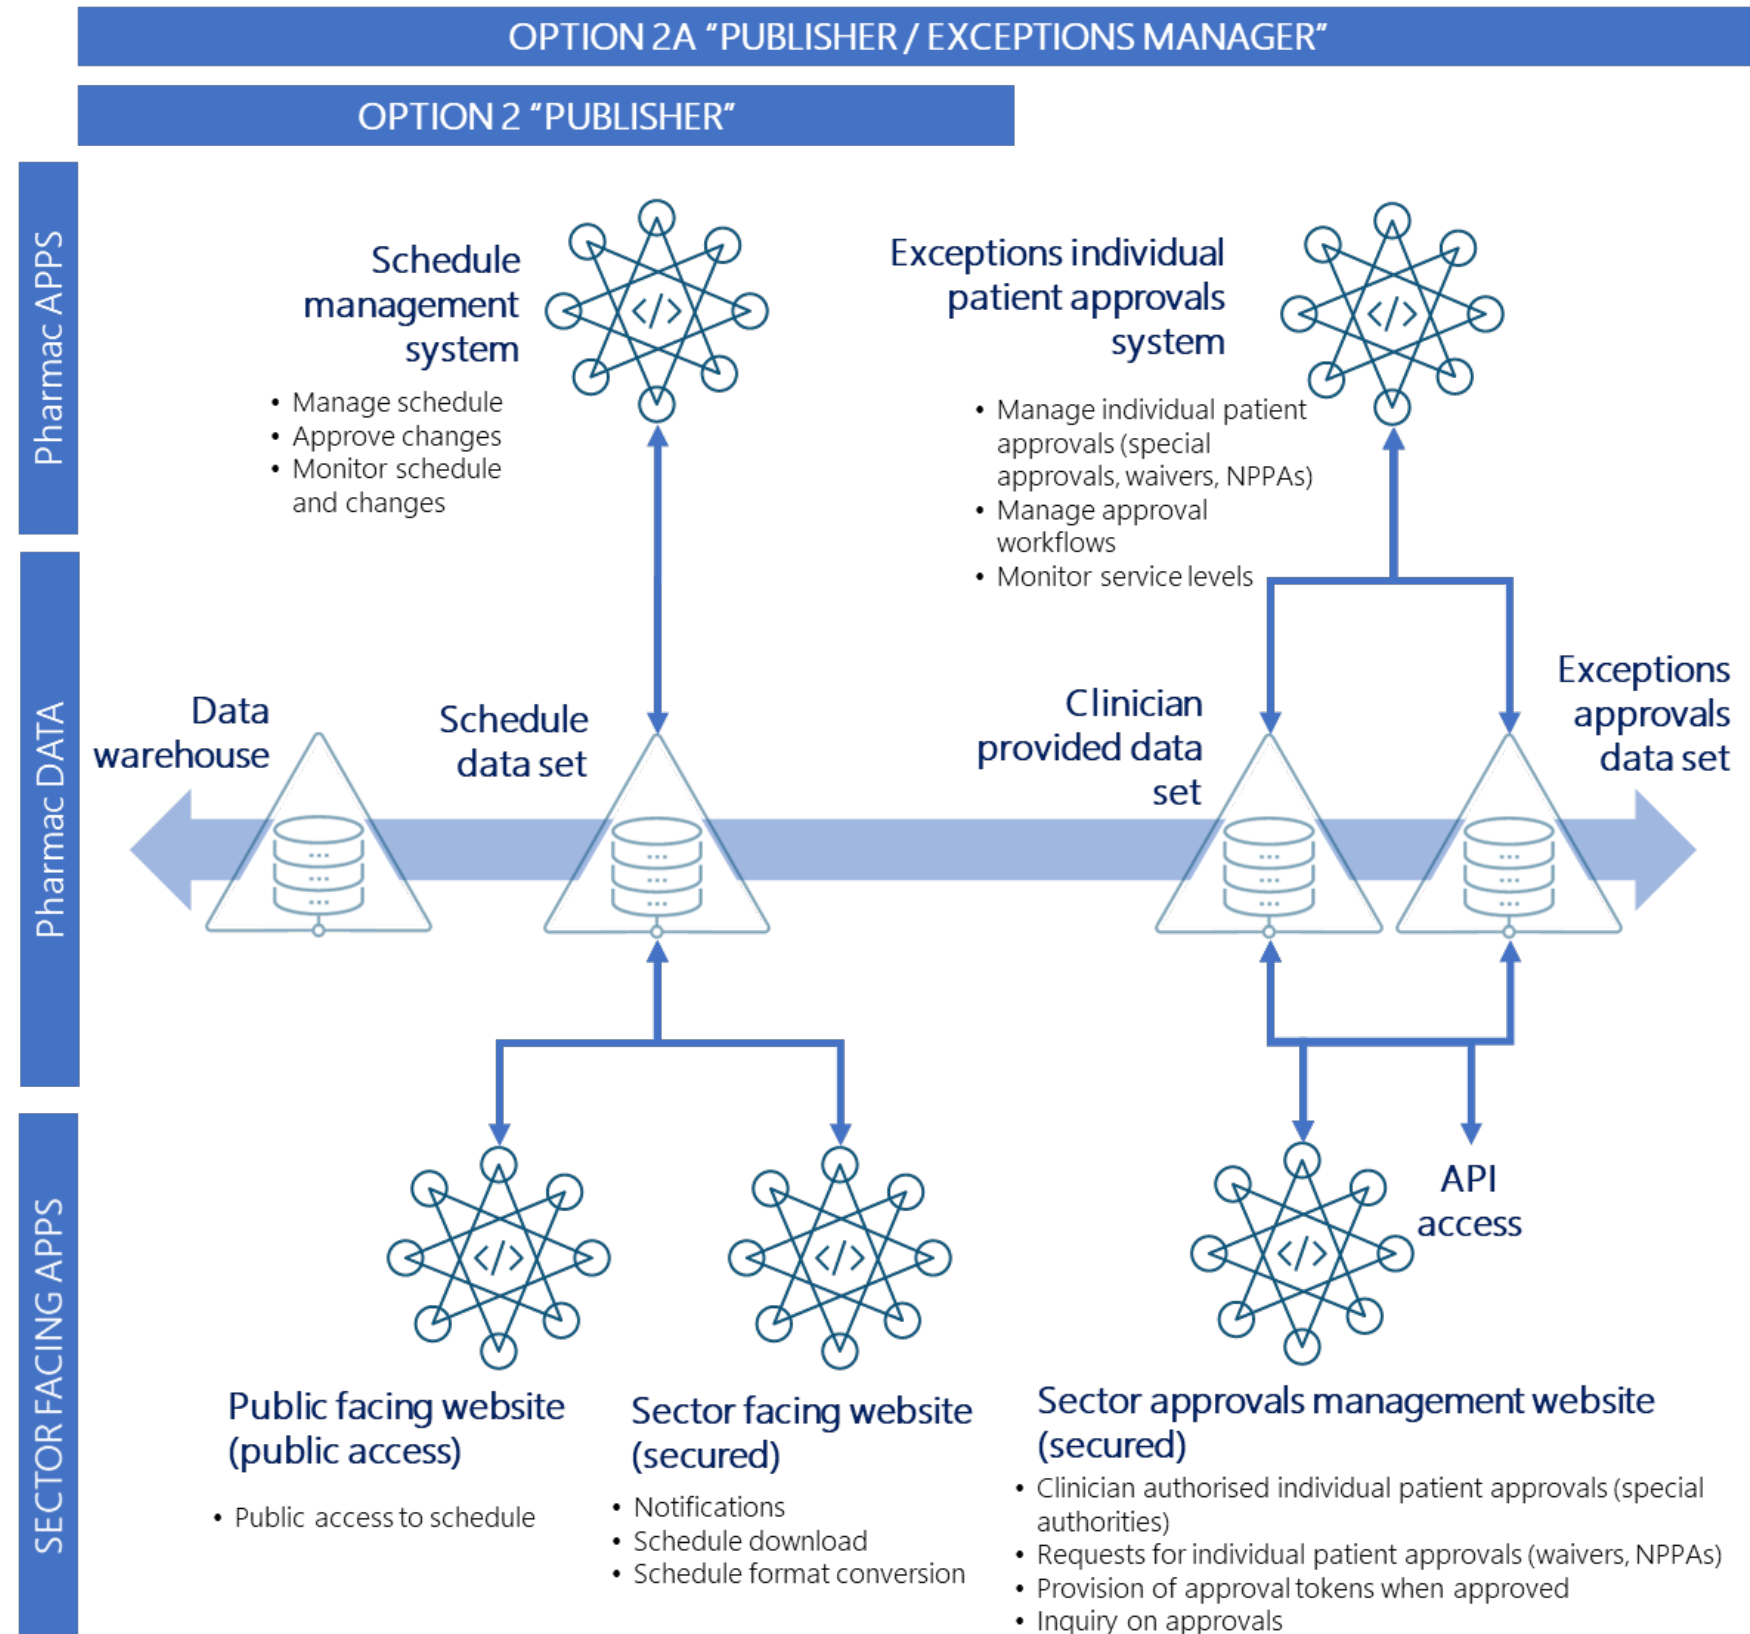 OPTION 2A “PUBLISHER / EXCEPTIONS MANAGER”
OPTION 2 “PUBLISHER”
Pharmac APPS
Schedule
management
system
• Manage schedule
• Approve changes
• Monitor schedule
and changes
Exceptions individual
patient approvals
system
• Manage individual patient
approvals (special
approvals, waivers, NPPAs)
• Manage approval
workflows
• Monitor service levels
</>
</>
Pharmac DATA
Data
warehouse
Schedule
data set
Clinician
provided data
set
Exceptions
approvals
data set
SECTOR FACING APPS
</>
</>
</>
API
access
Public facing website
(public access)
• Public access to schedule
Sector facing website
(secured)
• Notifications
• Schedule download
• Schedule format conversion
Sector approvals management website
(secured)
• Clinician authorised individual patient approvals (special
authorities)
• Requests for individual patient approvals (waivers, NPPAs)
• Provision of approval tokens when approved
• Inquiry on approvals